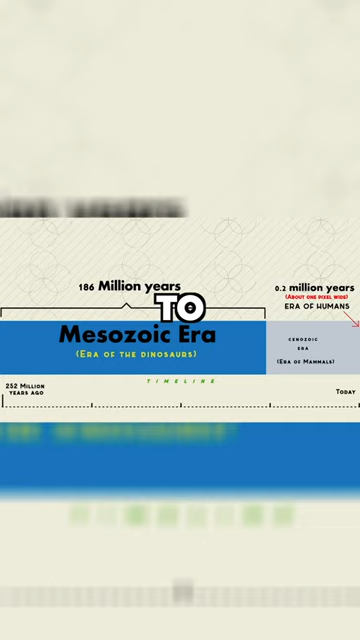 186 Million years
TO
0.2 million years
(About one pixel wide)
ERA OF HUMANS
Mesozoic Era
(Era of the dinosaurs)
CENOZOIC
ERA
(Era of Mammals)
TIMELINE
252 Million
years ago
Today